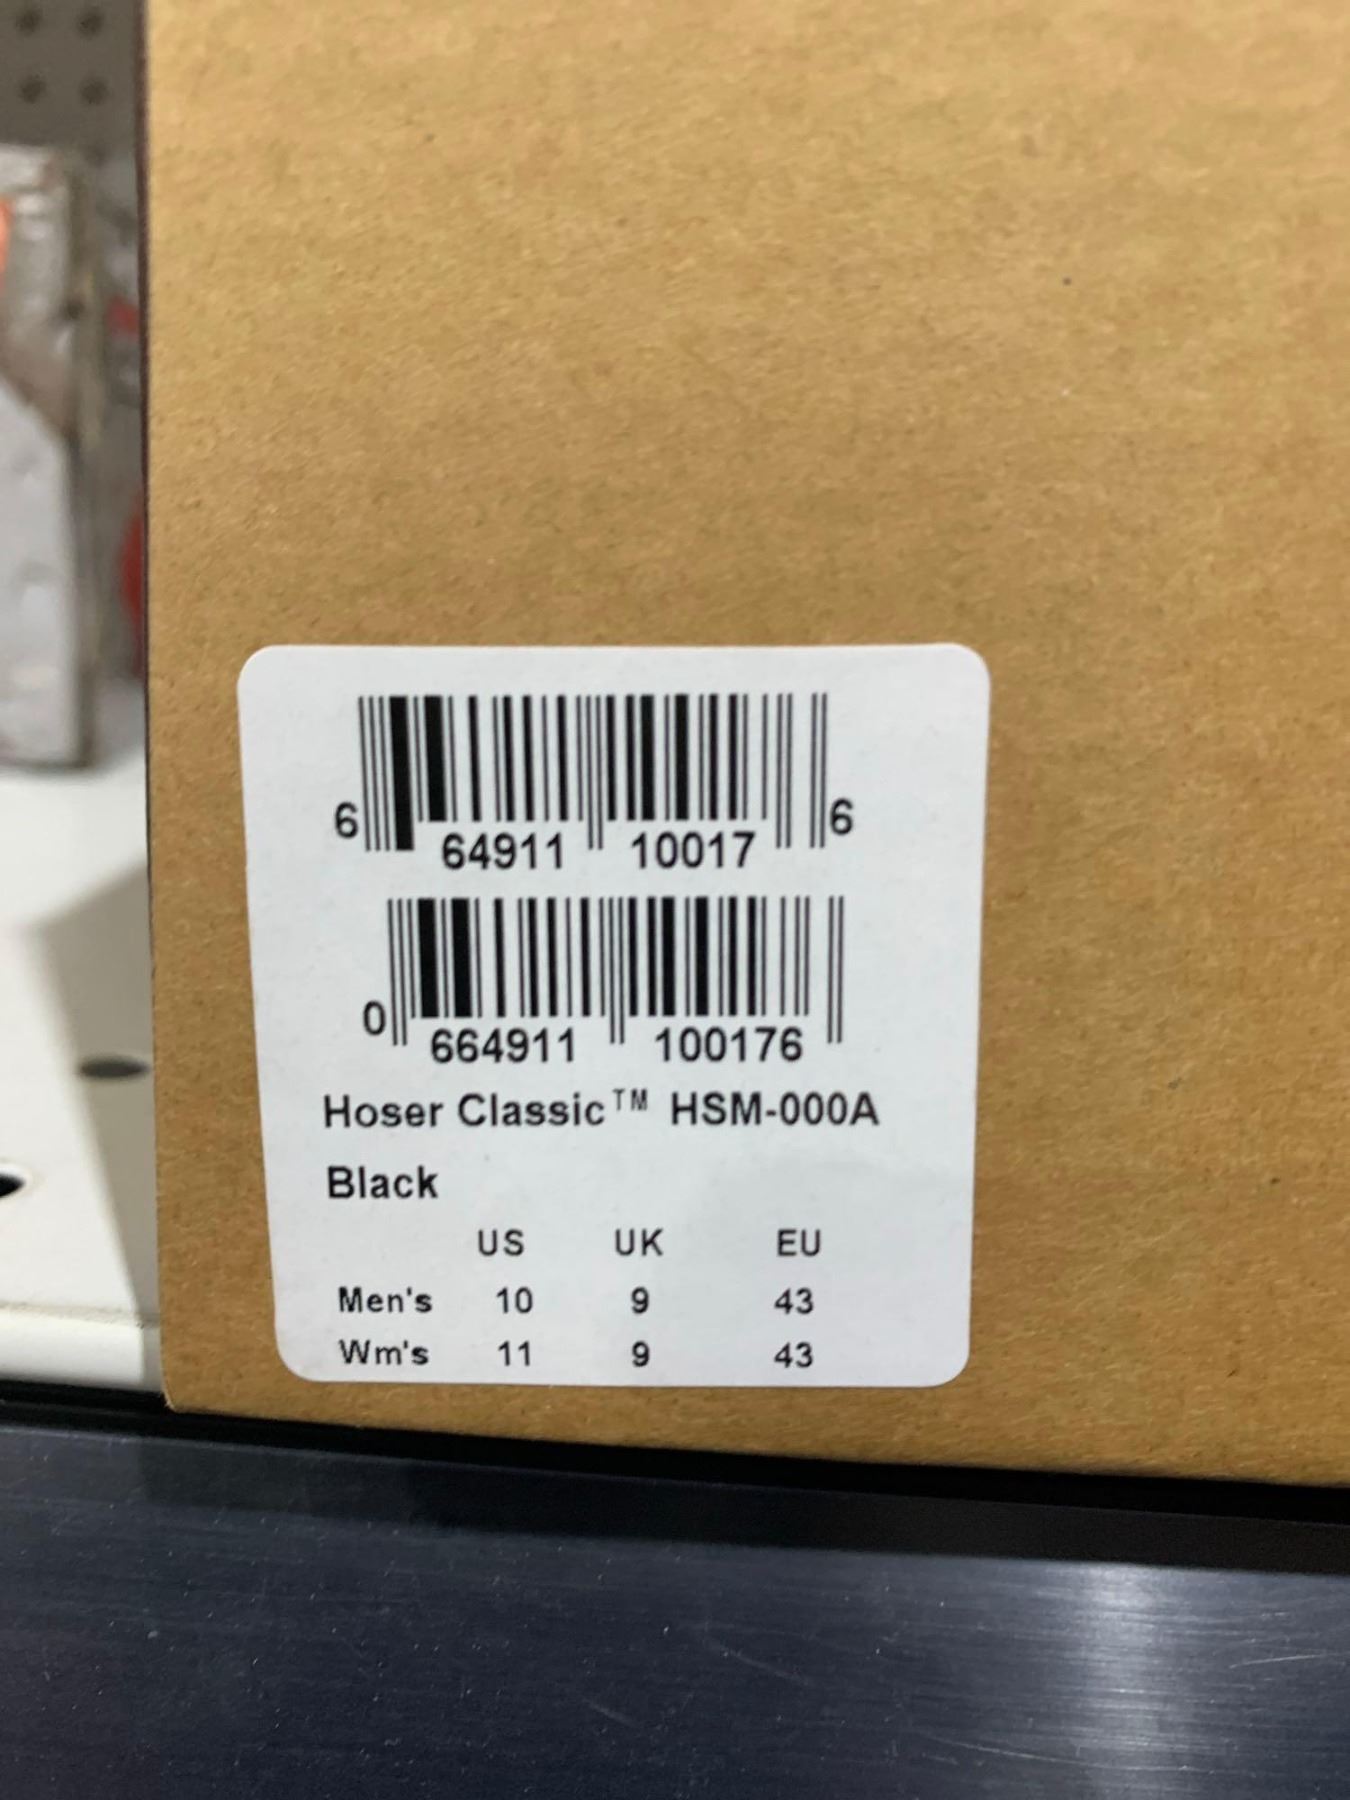 6 64911 10017 6
0 664911 100176
Hoser Classic™ HSM-000A
Black
US UK EU
Men's 10 9 43
Wm's 11 9 43